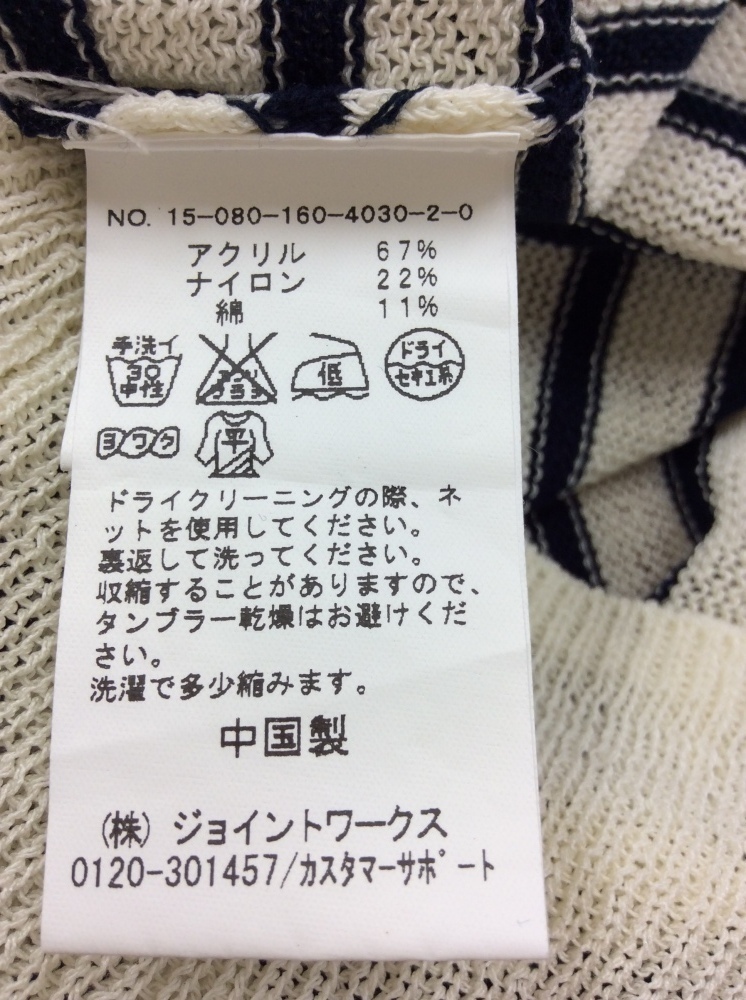 NO. 15-080-160-4030-2-0
アクリル 67%
ナイロン 22%
綿 11%
手洗イ
30
中性
エンソ
サラシ
低
ドライ
セキユ系
ヨワク
平
ドライクリーニングの際、ネ
ットを使用してください。
裏返して洗ってください。
収縮することがありますので、
タンブラー乾燥はお避けくだ
さい。
洗濯で多少縮みます。
中国製
(株) ジョイントワークス
0120-301457/カスタマーサポート